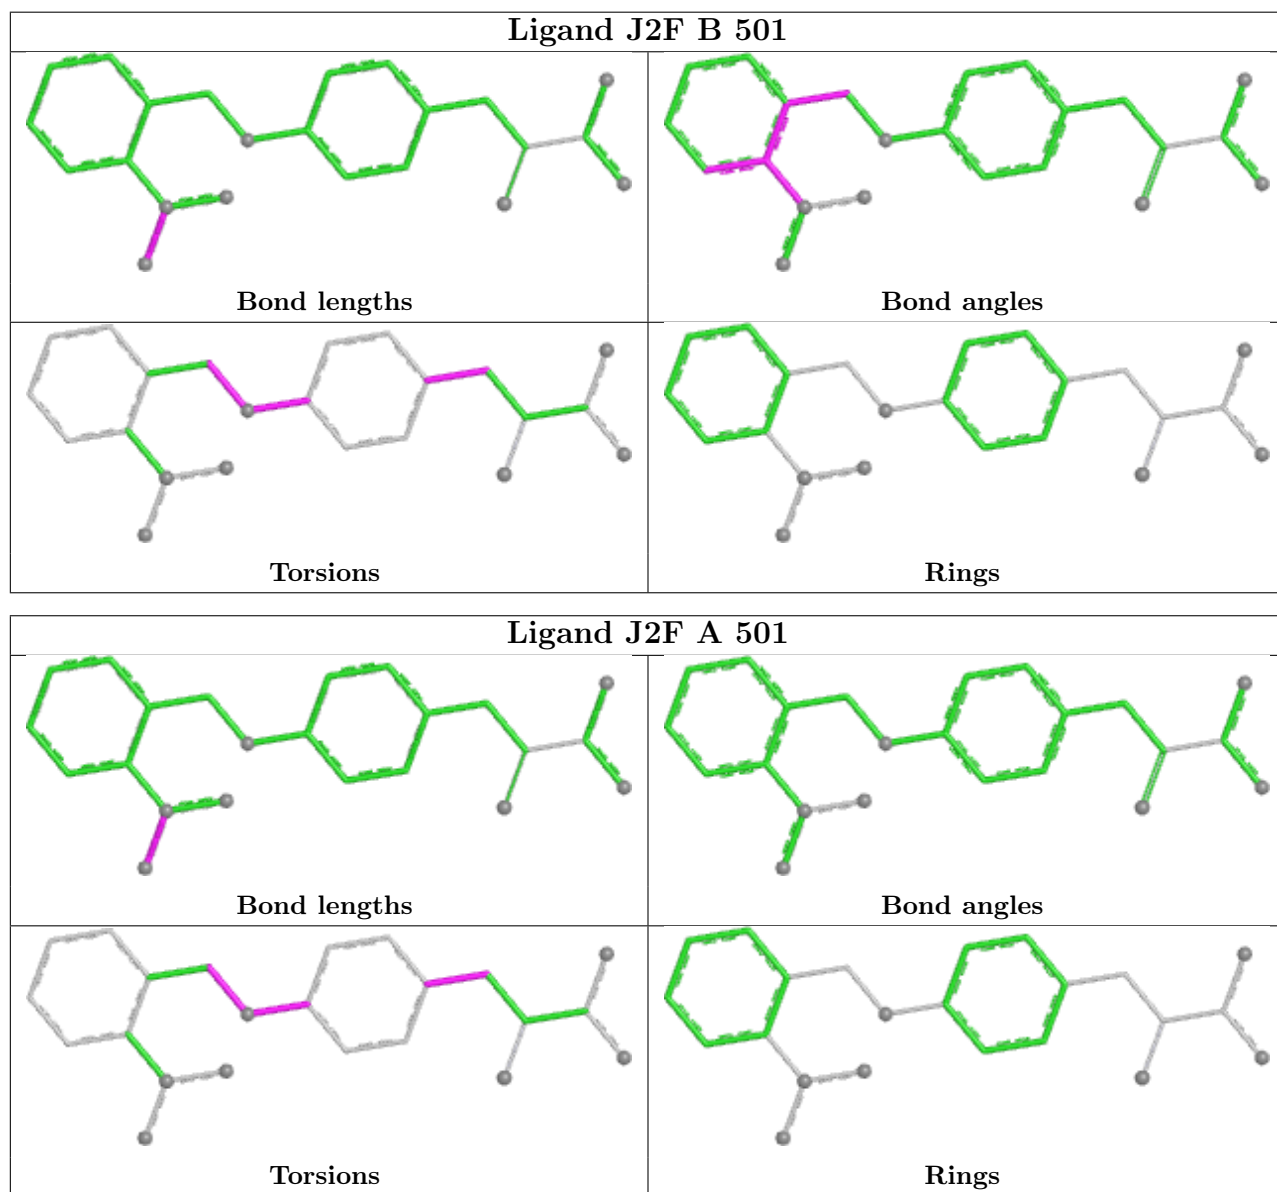 Ligand J2F B 501
Bond lengths
Bond angles
Torsions
Rings
Ligand J2F A 501
Bond lengths
Bond angles
Torsions
Rings